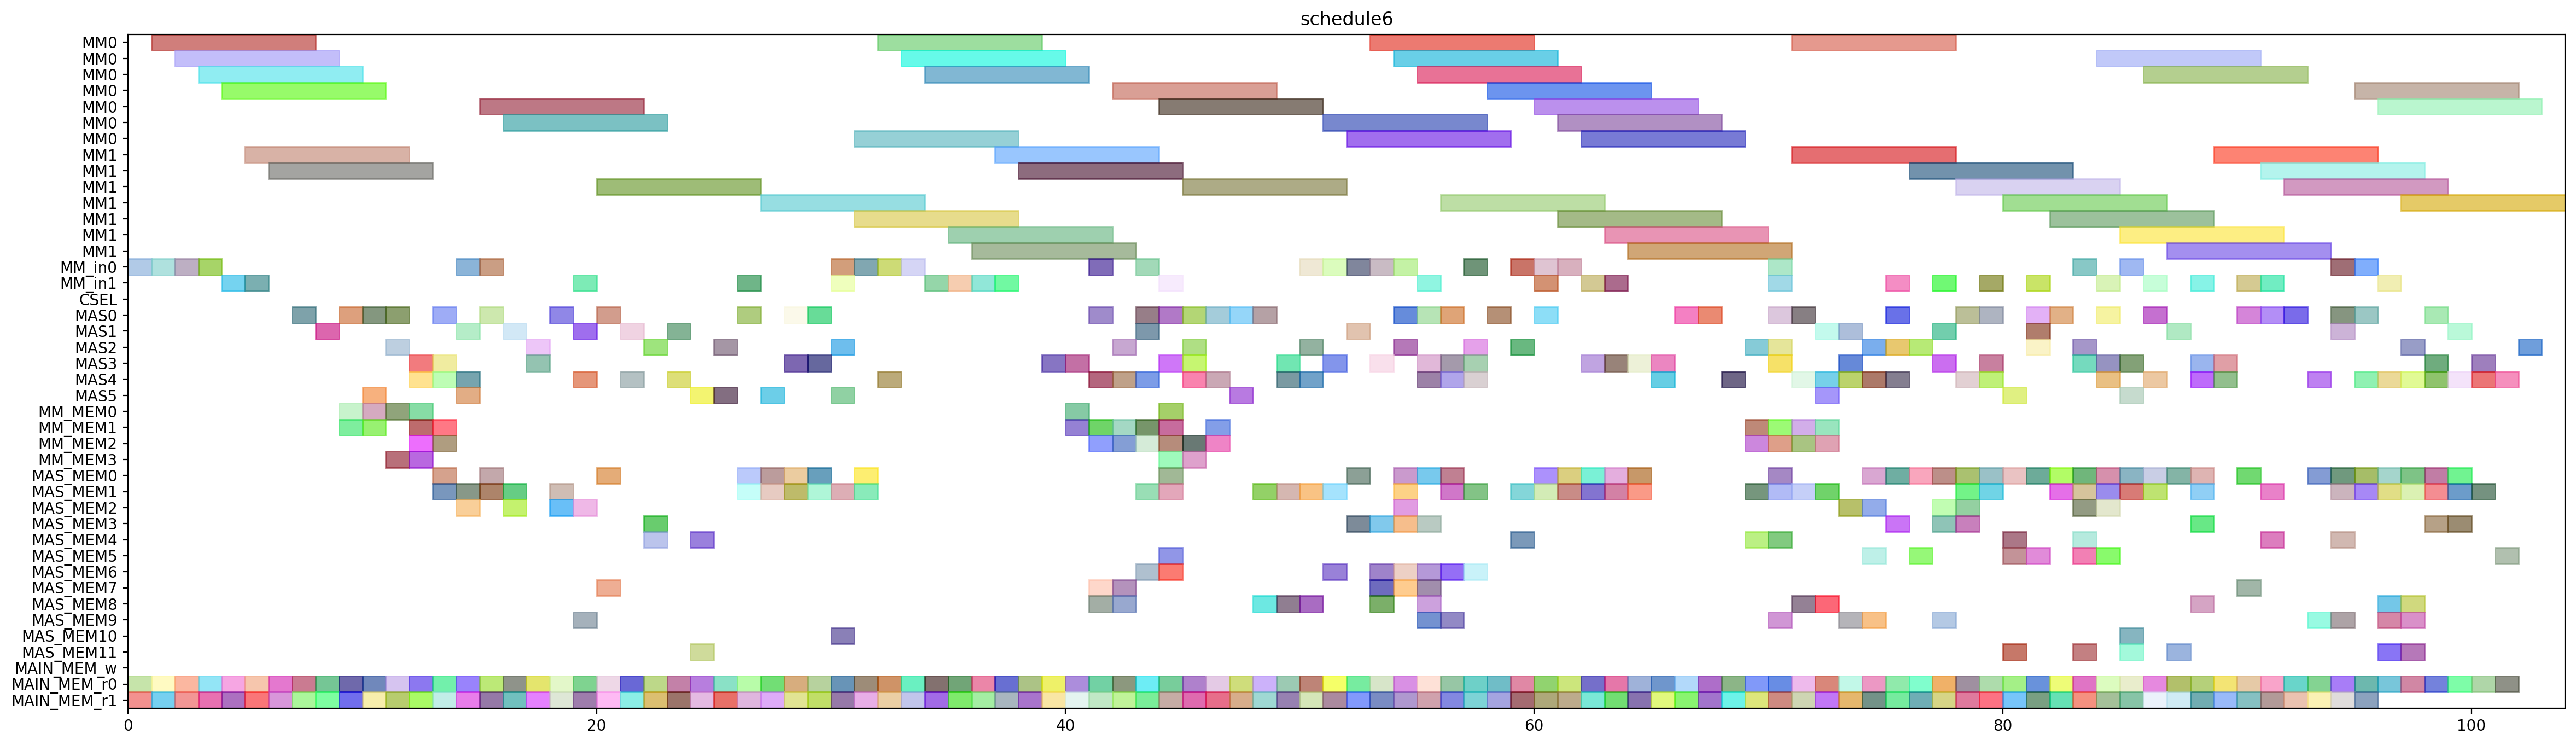 schedule6
MM0
MM0
MM0
MM0
MM0
MM0
MM0
MM1
MM1
MM1
MM1
MM1
MM1
MM1
MM_in0
MM_in1
CSEL
MAS0
MAS1
MAS2
MAS3
MAS4
MAS5
MM_MEM0
MM_MEM1
MM_MEM2
MM_MEM3
MAS_MEM0
MAS_MEM1
MAS_MEM2
MAS_MEM3
MAS_MEM4
MAS_MEM5
MAS_MEM6
MAS_MEM7
MAS_MEM8
MAS_MEM9
MAS_MEM10
MAS_MEM11
MAIN_MEM_w
MAIN_MEM_r0
MAIN_MEM_r1
0 20 40 60 80 100